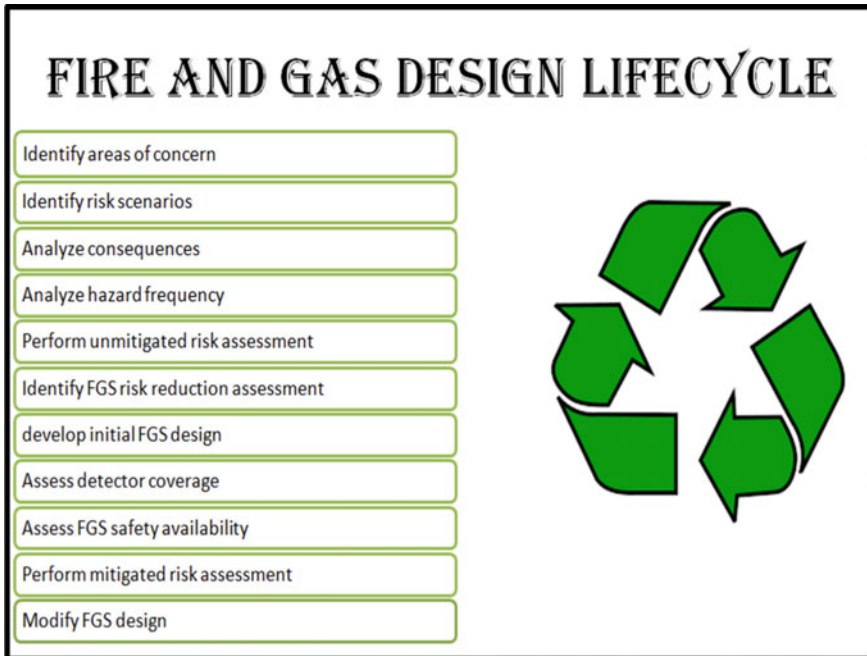 FIRE AND GAS DESIGN LIFECYCLE
Identify areas of concern
Identify risk scenarios
Analyze consequences
Analyze hazard frequency
Perform unmitigated risk assessment
Identify FGS risk reduction assessment
develop initial FGS design
Assess detector coverage
Assess FGS safety availability
Perform mitigated risk assessment
Modify FGS design